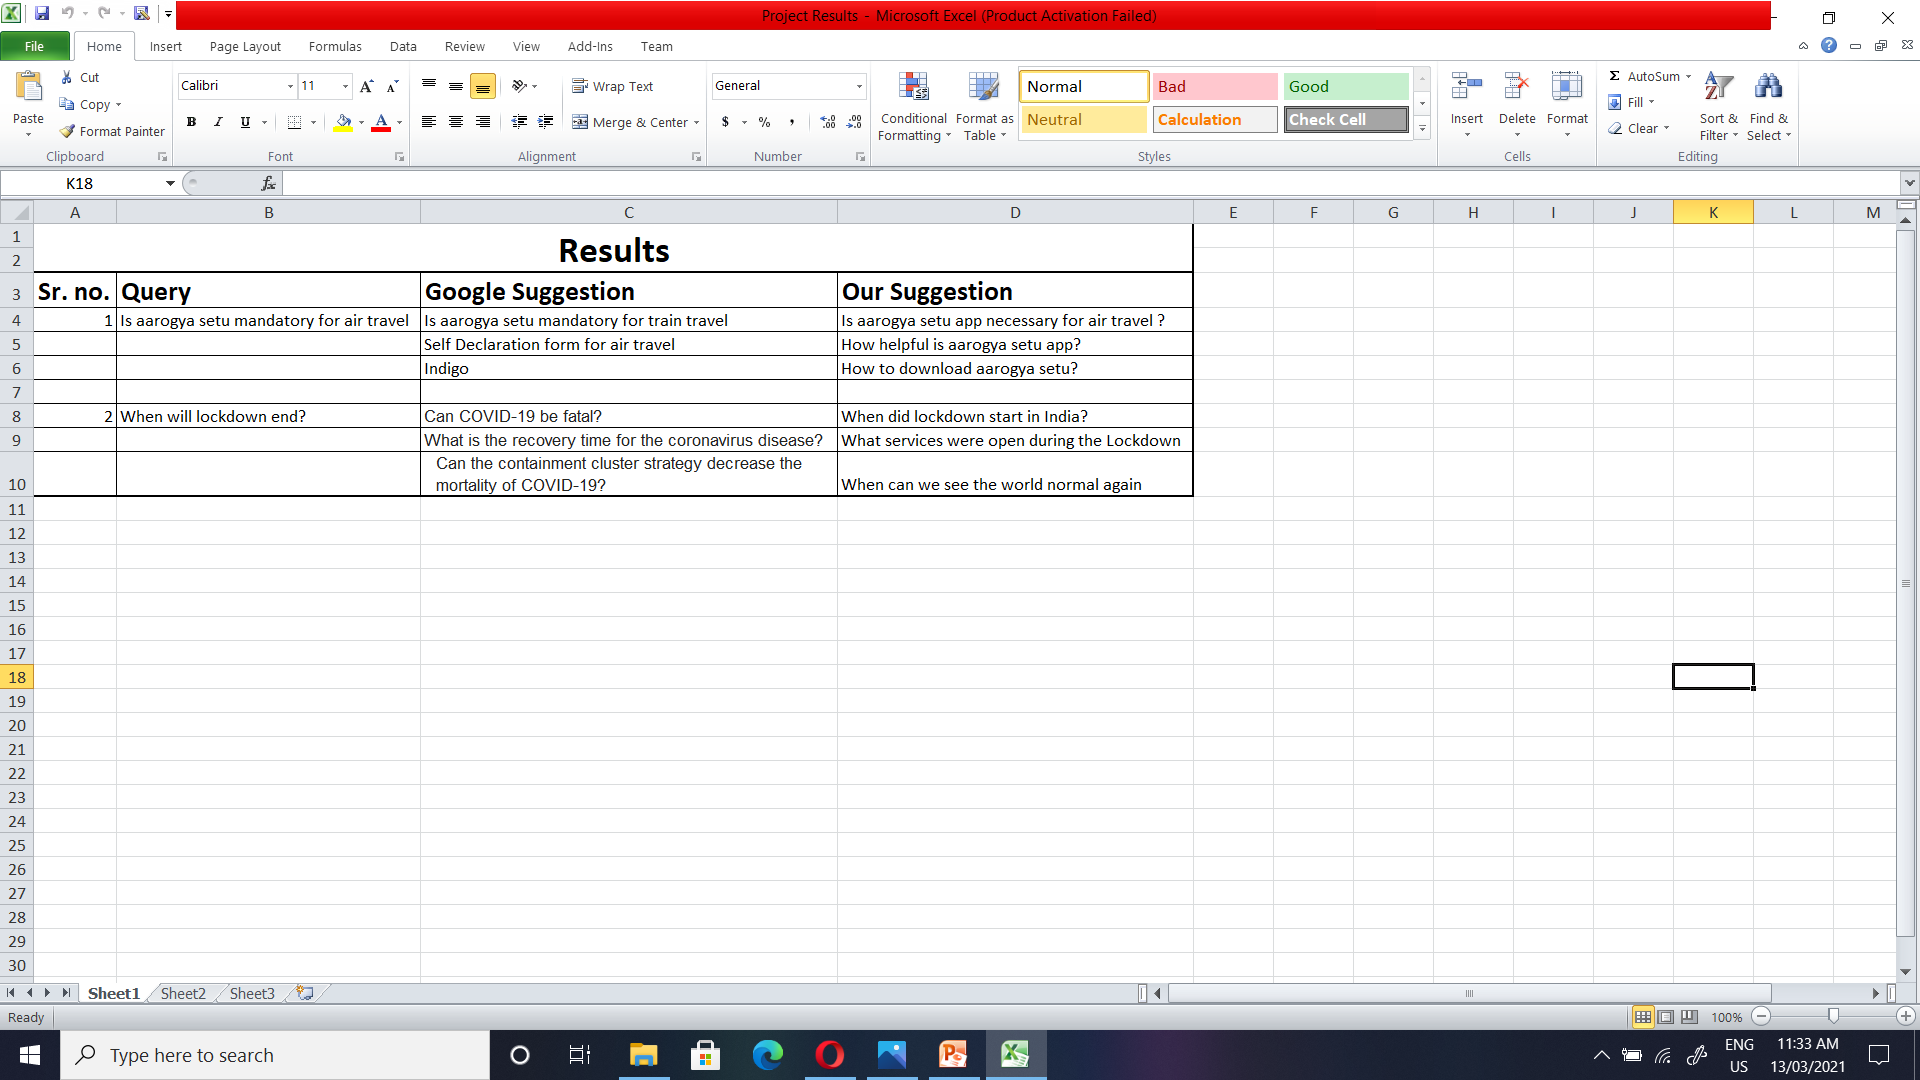 Project Results - Microsoft Excel (Product Activation Failed)
File Home Insert Page Layout Formulas Data Review View Add-Ins Team
Paste
Cut
Copy
Format Painter
Clipboard
Calibri 11
B I U
Font
Wrap Text
Merge & Center
Alignment
General
$ % ,
Number
Conditional Formatting
Format as Table
Normal Bad Good
Neutral Calculation Check Cell
Styles
Insert Delete Format
Cells
Σ AutoSum
Fill
Clear
Sort & Filter
Find & Select
Editing
K18 fx
A B C D E F G H I J K L M
1
2 Results
3 Sr. no. Query Google Suggestion Our Suggestion
4 1 Is aarogya setu mandatory for air travel Is aarogya setu mandatory for train travel Is aarogya setu app necessary for air travel ?
5 Self Declaration form for air travel How helpful is aarogya setu app?
6 Indigo How to download aarogya setu?
7
8 2 When will lockdown end? Can COVID-19 be fatal? When did lockdown start in India?
9 What is the recovery time for the coronavirus disease? What services were open during the Lockdown
Can the containment cluster strategy decrease the
10 mortality of COVID-19? When can we see the world normal again
11
12
13
14
15
16
17
18
19
20
21
22
23
24
25
26
27
28
29
30
Sheet1 Sheet2 Sheet3
Ready 100%
Type here to search
ENG 11:33 AM
US 13/03/2021